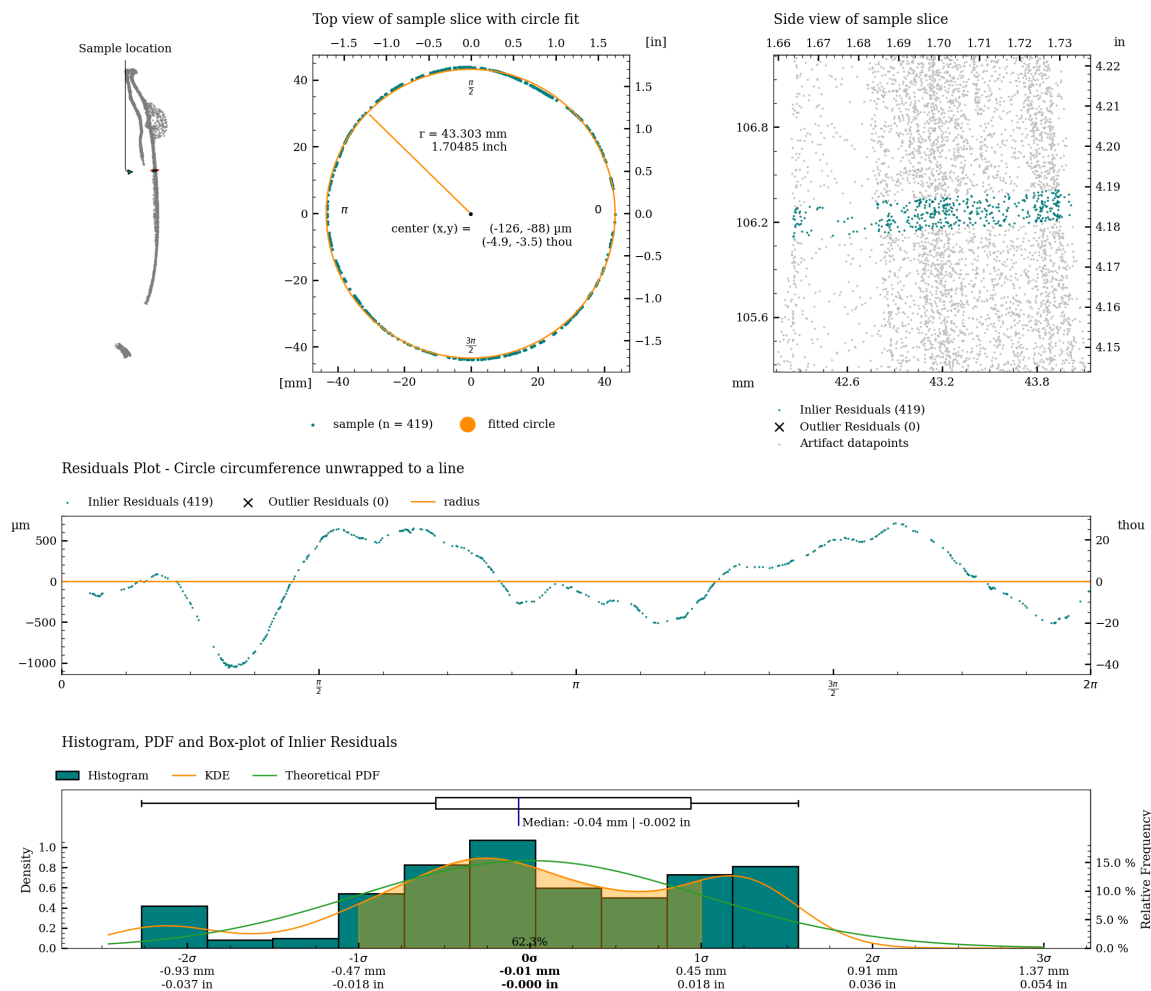 Sample location
Top view of sample slice with circle fit
−1.5 −1.0 −0.5 0.0 0.5 1.0 1.5 [in]
40
20
0
−20
−40
1.5
1.0
0.5
0.0
−0.5
−1.0
−1.5
π/2
r = 43.303 mm
1.70485 inch
π
0
center (x,y) = (-126, -88) µm
(-4.9, -3.5) thou
3π/2
[mm] −40 −20 0 20 40
sample (n = 419) fitted circle
Side view of sample slice
1.66 1.67 1.68 1.69 1.70 1.71 1.72 1.73 in
106.8
106.2
105.6
4.22
4.21
4.20
4.19
4.18
4.17
4.16
4.15
mm 42.6 43.2 43.8
Inlier Residuals (419)
Outlier Residuals (0)
Artifact datapoints
Residuals Plot - Circle circumference unwrapped to a line
Inlier Residuals (419) Outlier Residuals (0) radius
µm thou
500
0
−500
−1000
20
0
−20
−40
0 π/2 π 3π/2 2π
Histogram, PDF and Box-plot of Inlier Residuals
Histogram KDE Theoretical PDF
Median: -0.04 mm | -0.002 in
Density
1.0
0.8
0.6
0.4
0.2
0.0
Relative Frequency
15.0 %
10.0 %
5.0 %
0.0 %
62.3%
-2σ -1σ 0σ 1σ 2σ 3σ
-0.93 mm -0.47 mm -0.01 mm 0.45 mm 0.91 mm 1.37 mm
-0.037 in -0.018 in -0.000 in 0.018 in 0.036 in 0.054 in